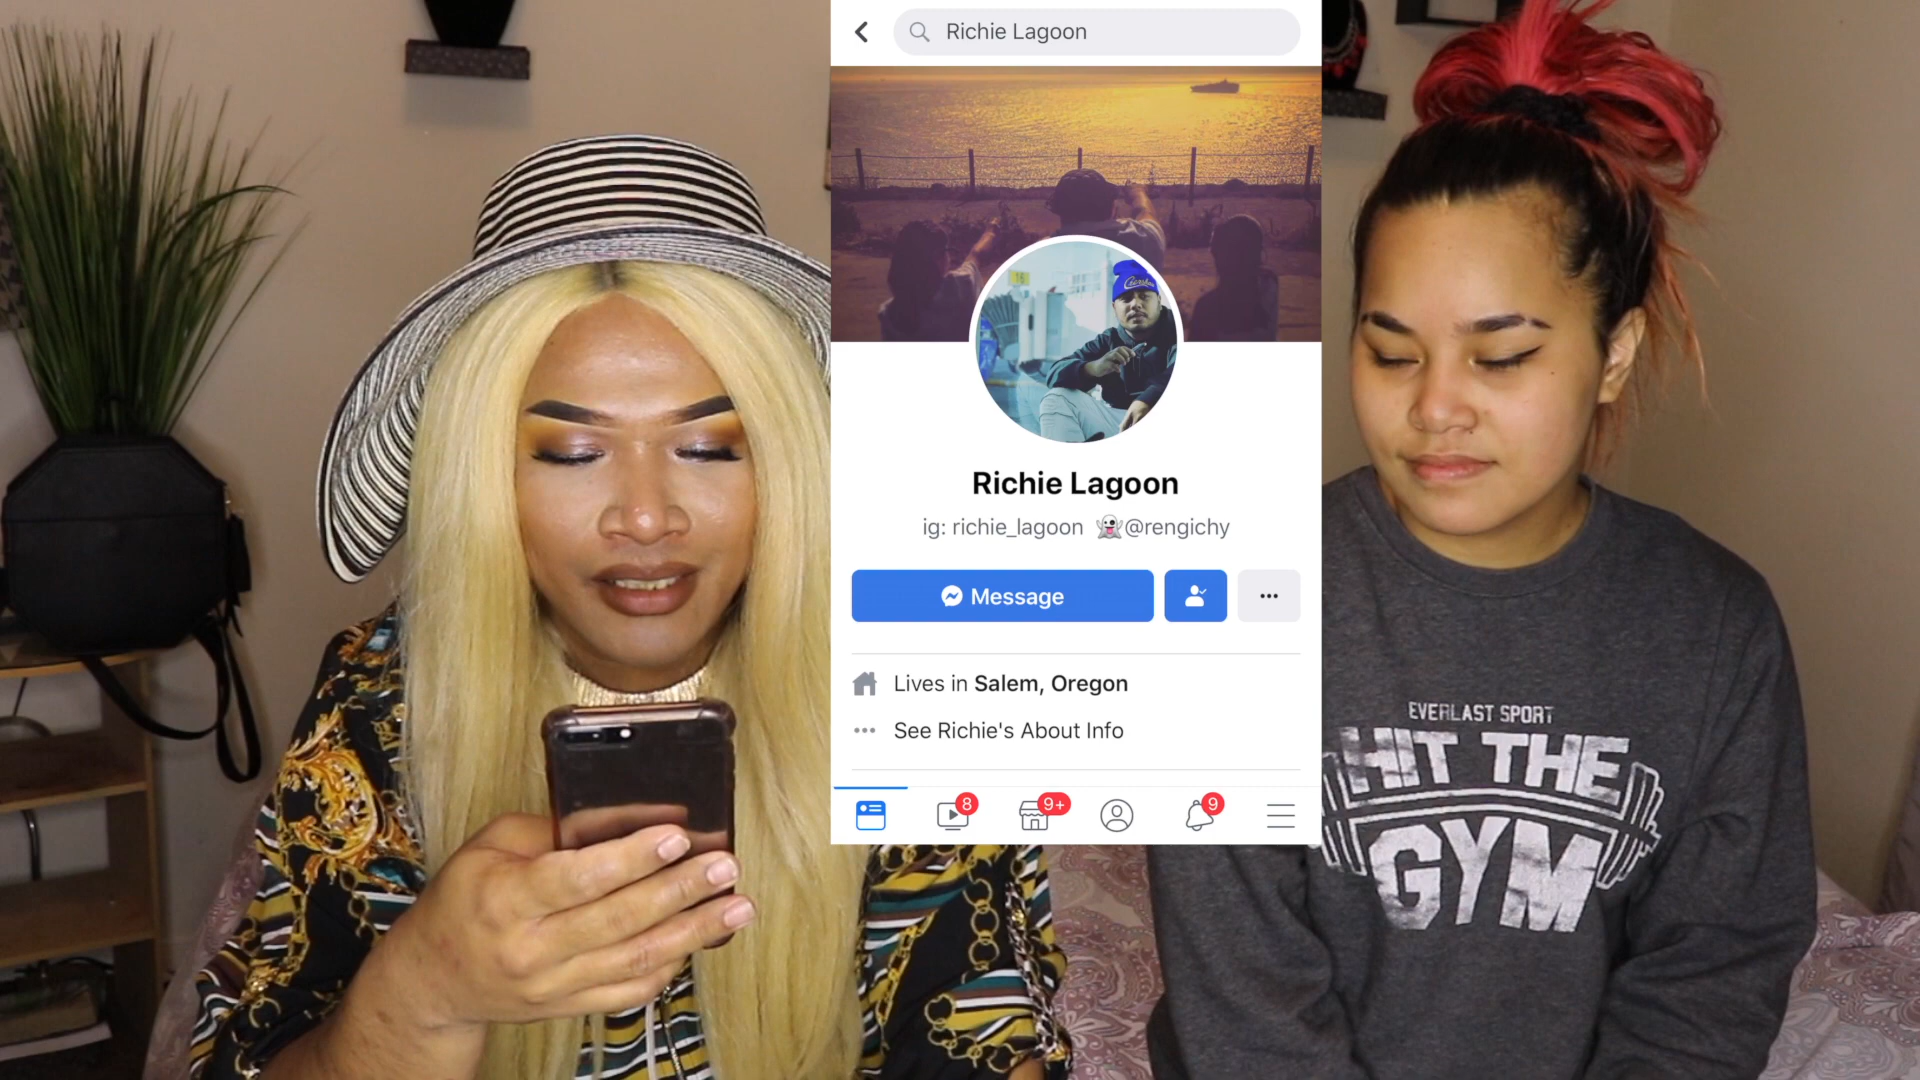 Richie Lagoon
Richie Lagoon
ig: richie_lagoon 👻@rengichy
Message
Lives in Salem, Oregon
See Richie's About Info
8
9+
9
EVERLAST SPORT
HIT THE
GYM